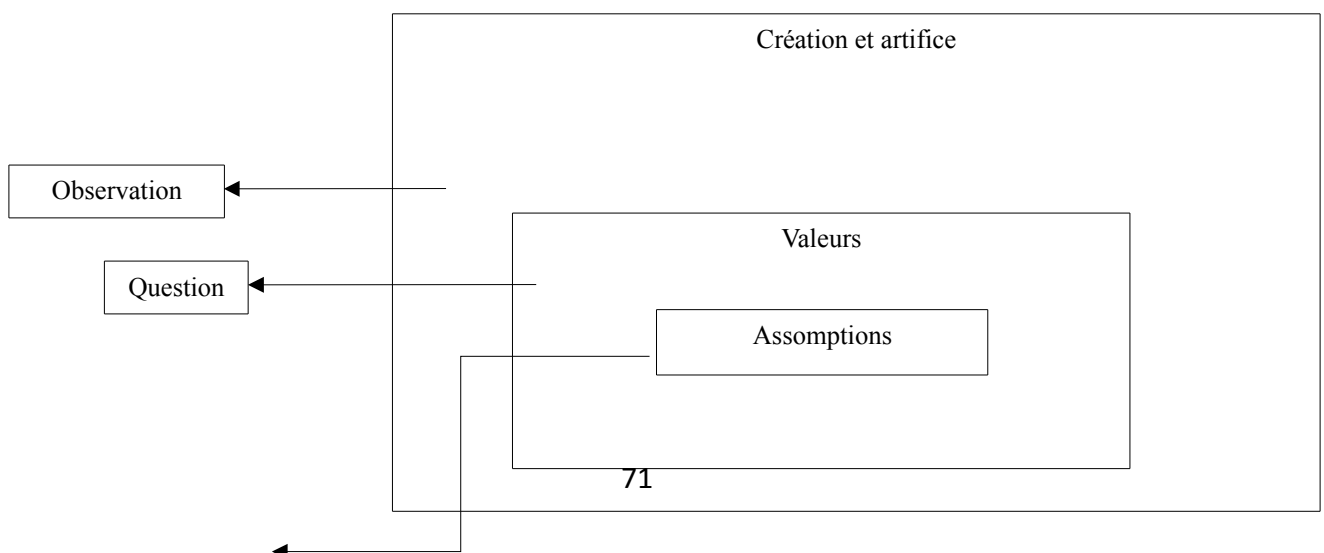 Création et artifice
Observation
Valeurs
Question
Assomptions
71